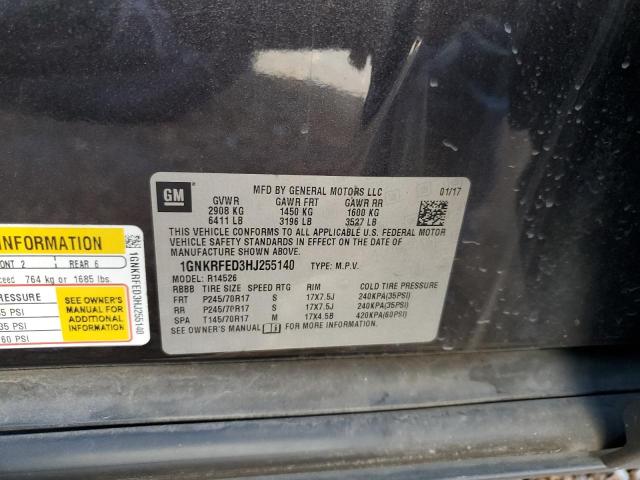 GM
MFD BY GENERAL MOTORS LLC 01/17
GVWR GAWR FRT GAWR RR
2908 KG 1450 KG 1600 KG
6411 LB 3196 LB 3527 LB
THIS VEHICLE CONFORMS TO ALL APPLICABLE U.S. FEDERAL MOTOR
VEHICLE SAFETY, BUMPER, AND THEFT PREVENTION STANDARDS
IN EFFECT ON THE DATE OF
MANUFACTURE SHOWN ABOVE.
1GNKRFED3HJ255140 TYPE: M.P.V.
MODEL: R14526
RBBB TIRE SIZE SPEED RTG RIM COLD TIRE PRESSURE
FRT P245/70R17 S 17X7.5J 240KPA(35PSI)
RR P245/70R17 S 17X7.5J 240KPA(35PSI)
SPA T145/70R17 M 17X4.5B 420KPA(60PSI)
SEE OWNER'S MANUAL FOR MORE INFORMATION.
INFORMATION
ONT 2 REAR 6
ceed 764 kg or 1685 lbs.
PRESSURE
5 PSI
35 PSI
60 PSI
SEE OWNER'S
MANUAL FOR
ADDITIONAL
INFORMATION
1GNKRFED3HJ255140